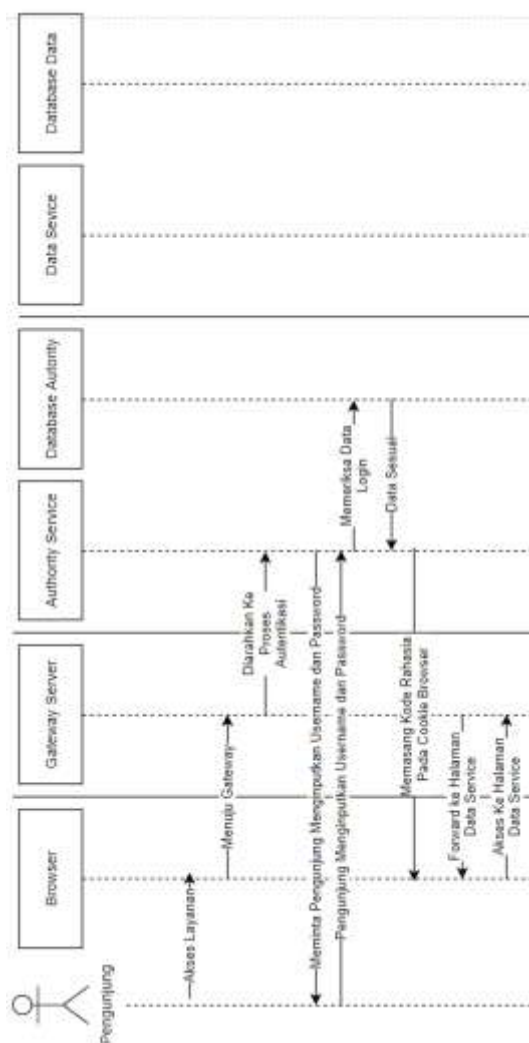 Pengunjung
Browser
Gateway Server
Authority Service
Database Autority
Data Sevice
Database Data
Akses Layanan
Menuju Gateway
Diarahkan Ke
Proses
Autentikasi
Meminta Pengunjung Menginputkan Username dan Password
Pengunjung Menginputkan Username dan Password
Memeriksa Data
Login
Data Sesuai
Memasang Kode Rahasia
Pada Cookie Browser
Forward ke Halaman
Data Service
Akses Ke Halaman
Data Service